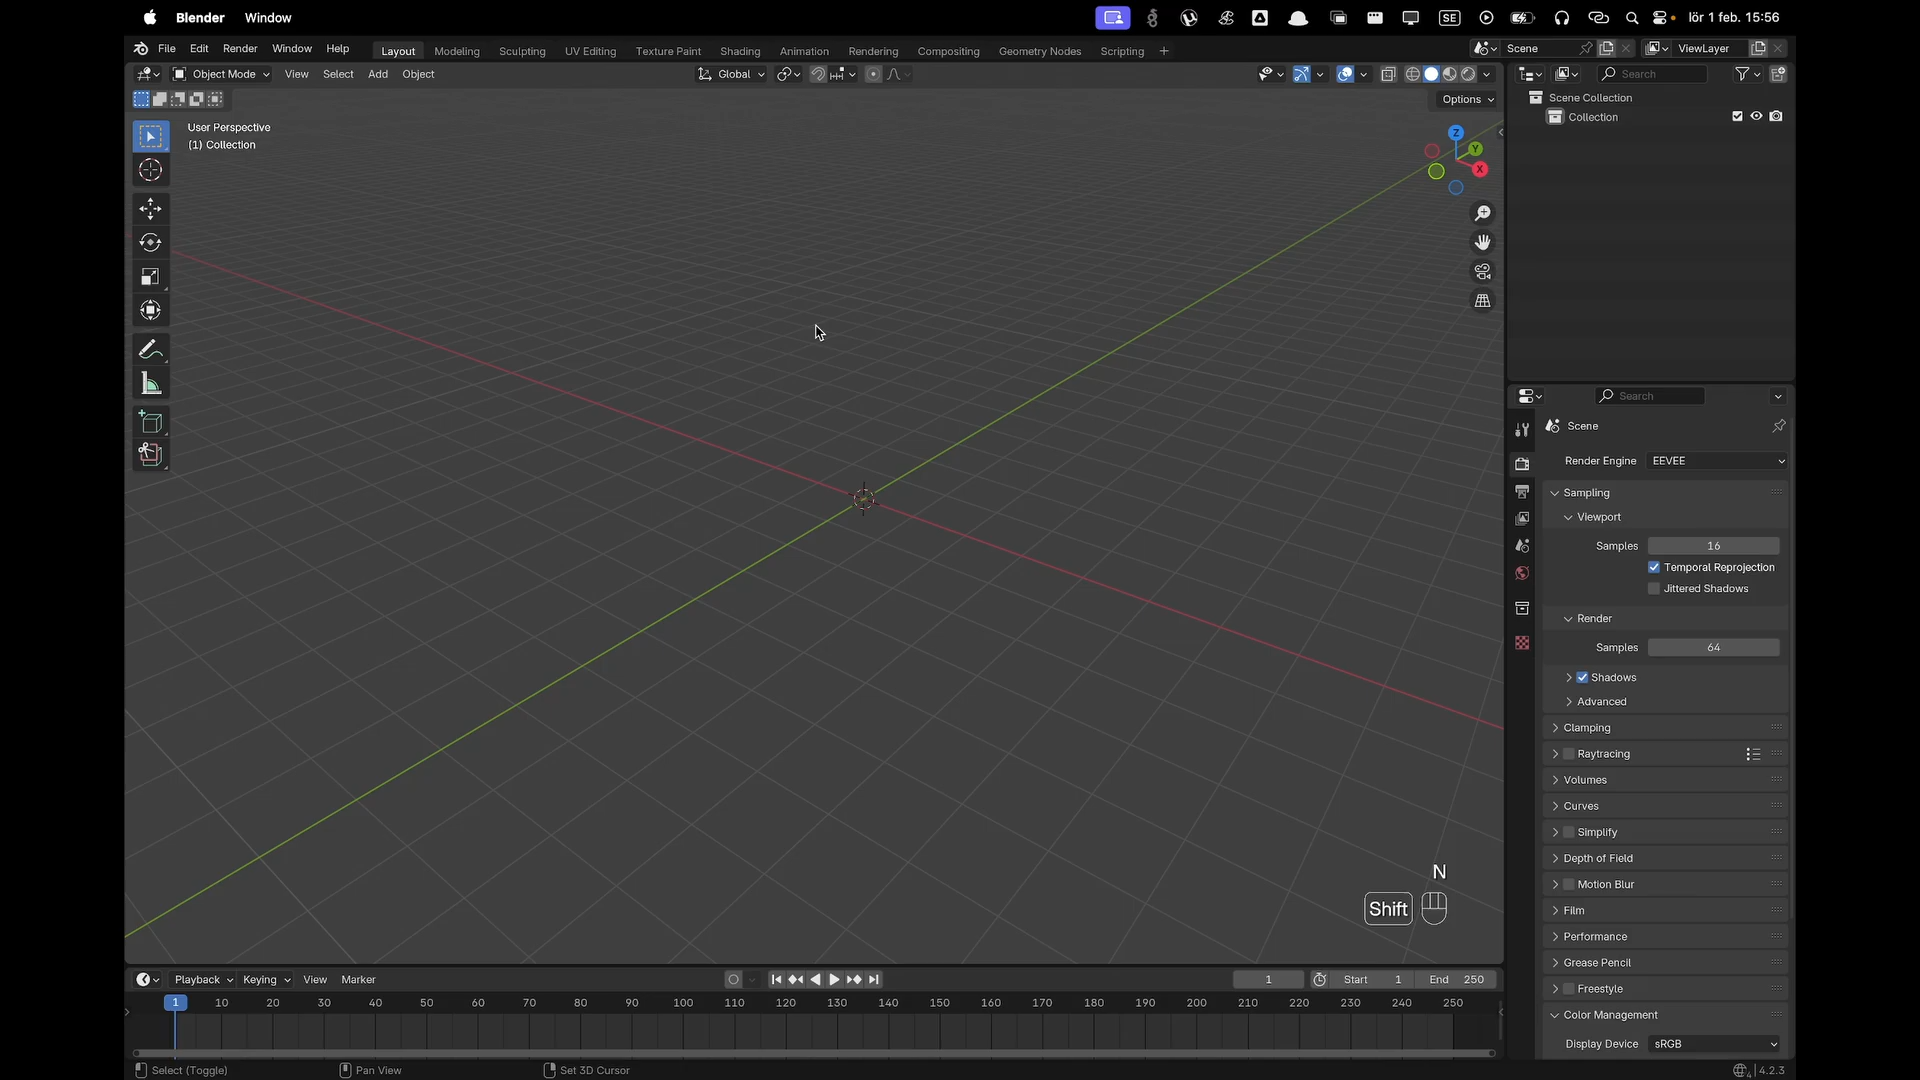 Blender Window lör 1 feb. 15:56
SE
File Edit Render Window Help Layout Modeling Sculpting UV Editing Texture Paint Shading Animation Rendering Compositing Geometry Nodes Scripting + Scene ViewLayer
Object Mode View Select Add Object Global Search
Options
User Perspective
(1) Collection
Z
Y
X
Scene Collection
Collection
Search
Scene
Render Engine EEVEE
Sampling
Viewport
Samples 16
Temporal Reprojection
Jittered Shadows
Render
Samples 64
Shadows
Advanced
Clamping
Raytracing
Volumes
Curves
Simplify
Depth of Field
Motion Blur
Film
Performance
Grease Pencil
Freestyle
Color Management
Display Device sRGB
N
Shift
Playback Keying View Marker 1 Start 1 End 250
1 10 20 30 40 50 60 70 80 90 100 110 120 130 140 150 160 170 180 190 200 210 220 230 240 250
Select (Toggle) Pan View Set 3D Cursor 4.2.3